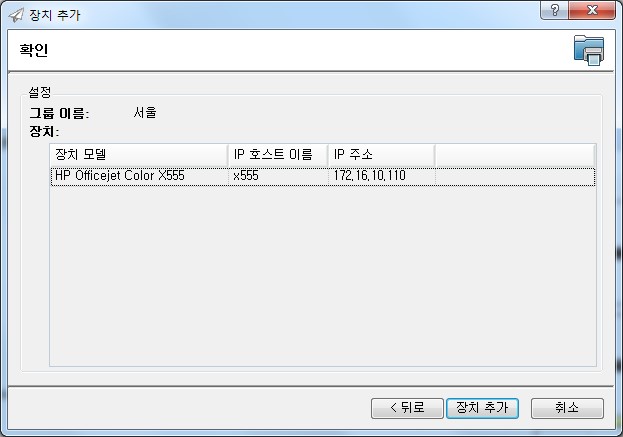 장치 추가
확인
설정
그룹 이름: 서울
장치:
장치 모델 IP 호스트 이름 IP 주소
HP Officejet Color X555 x555 172.16.10.110
< 뒤로 장치 추가 취소